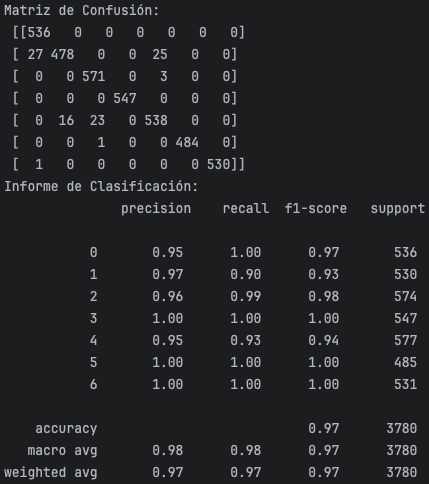 Matriz de Confusión:
[[536   0   0   0   0   0   0]
[ 27 478   0   0  25   0   0]
[  0   0 571   0   3   0   0]
[  0   0   0 547   0   0   0]
[  0  16  23   0 538   0   0]
[  0   0   1   0   0 484   0]
[  1   0   0   0   0   0 530]]
Informe de Clasificación:
precision    recall  f1-score   support
0       0.95      1.00      0.97       536
1       0.97      0.90      0.93       530
2       0.96      0.99      0.98       574
3       1.00      1.00      1.00       547
4       0.95      0.93      0.94       577
5       1.00      1.00      1.00       485
6       1.00      1.00      1.00       531
accuracy                           0.97      3780
macro avg       0.98      0.98      0.97      3780
weighted avg       0.97      0.97      0.97      3780